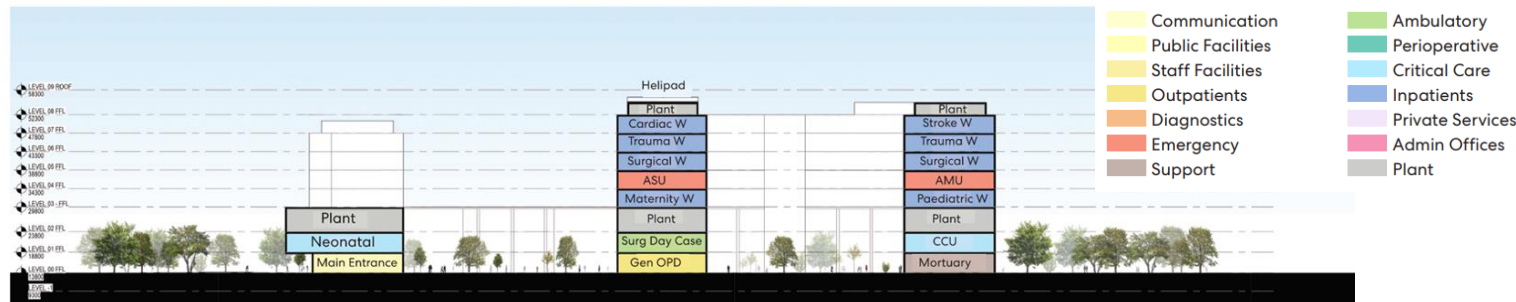 Communication
Public Facilities
Staff Facilities
Outpatients
Diagnostics
Emergency
Support
Ambulatory
Perioperative
Critical Care
Inpatients
Private Services
Admin Offices
Plant
LEVEL 09 ROOF
58300
LEVEL 08 FFL
52300
LEVEL 07 FFL
47800
LEVEL 06 FFL
43300
LEVEL 05 FFL
38800
LEVEL 04 FFL
34300
LEVEL 03 - FFL
29800
LEVEL 02 FFL
23800
LEVEL 01 FFL
18800
LEVEL 00 FFL
13800
LEVEL -1
9300
Plant
Neonatal
Main Entrance
Helipad
Plant
Cardiac W
Trauma W
Surgical W
ASU
Maternity W
Plant
Surg Day Case
Gen OPD
Plant
Stroke W
Trauma W
Surgical W
AMU
Paediatric W
Plant
CCU
Mortuary